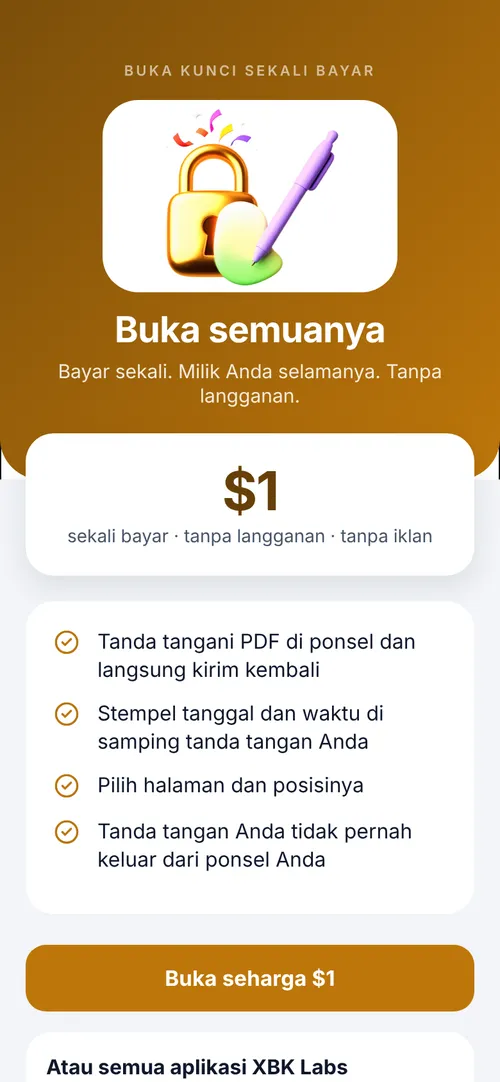 BUKA KUNCI SEKALI BAYAR
Buka semuanya
Bayar sekali. Milik Anda selamanya. Tanpa
langganan.
$1
sekali bayar · tanpa langganan · tanpa iklan
Tanda tangani PDF di ponsel dan
langsung kirim kembali
Stempel tanggal dan waktu di
samping tanda tangan Anda
Pilih halaman dan posisinya
Tanda tangan Anda tidak pernah
keluar dari ponsel Anda
Buka seharga $1
Atau semua aplikasi XBK Labs